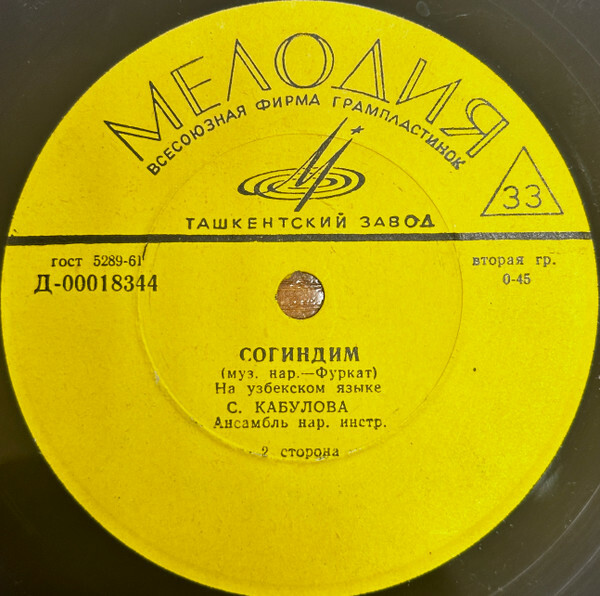 МЕЛОДИЯ
ВСЕСОЮЗНАЯ ФИРМА ГРАМПЛАСТИНОК
33
ТАШКЕНТСКИЙ ЗАВОД
гост 5289-61
Д-00018344
вторая гр.
0-45
СОГИНДИМ
(муз. нар.—Фуркат)
На узбекском языке
С. КАБУЛОВА
Ансамбль нар. инстр.
2 сторона